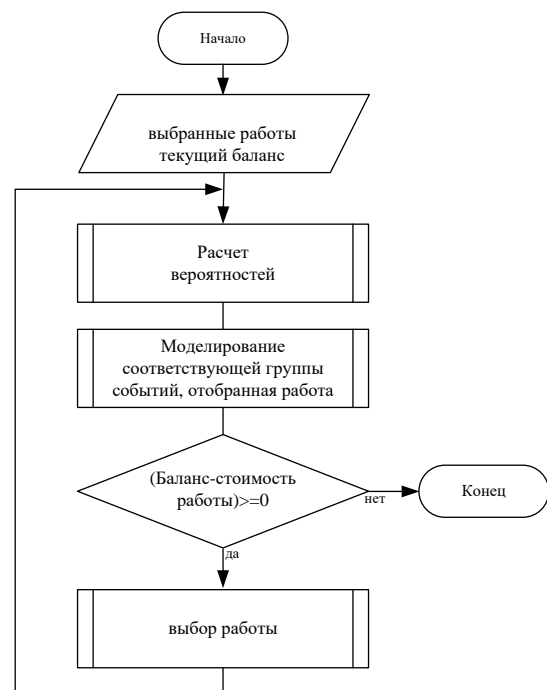 Начало
выбранные работы
текущий баланс
Расчет
вероятностей
Моделирование
соответствующей группы
событий, отобранная работа
(Баланс-стоимость
работы)>=0
нет
Конец
да
выбор работы